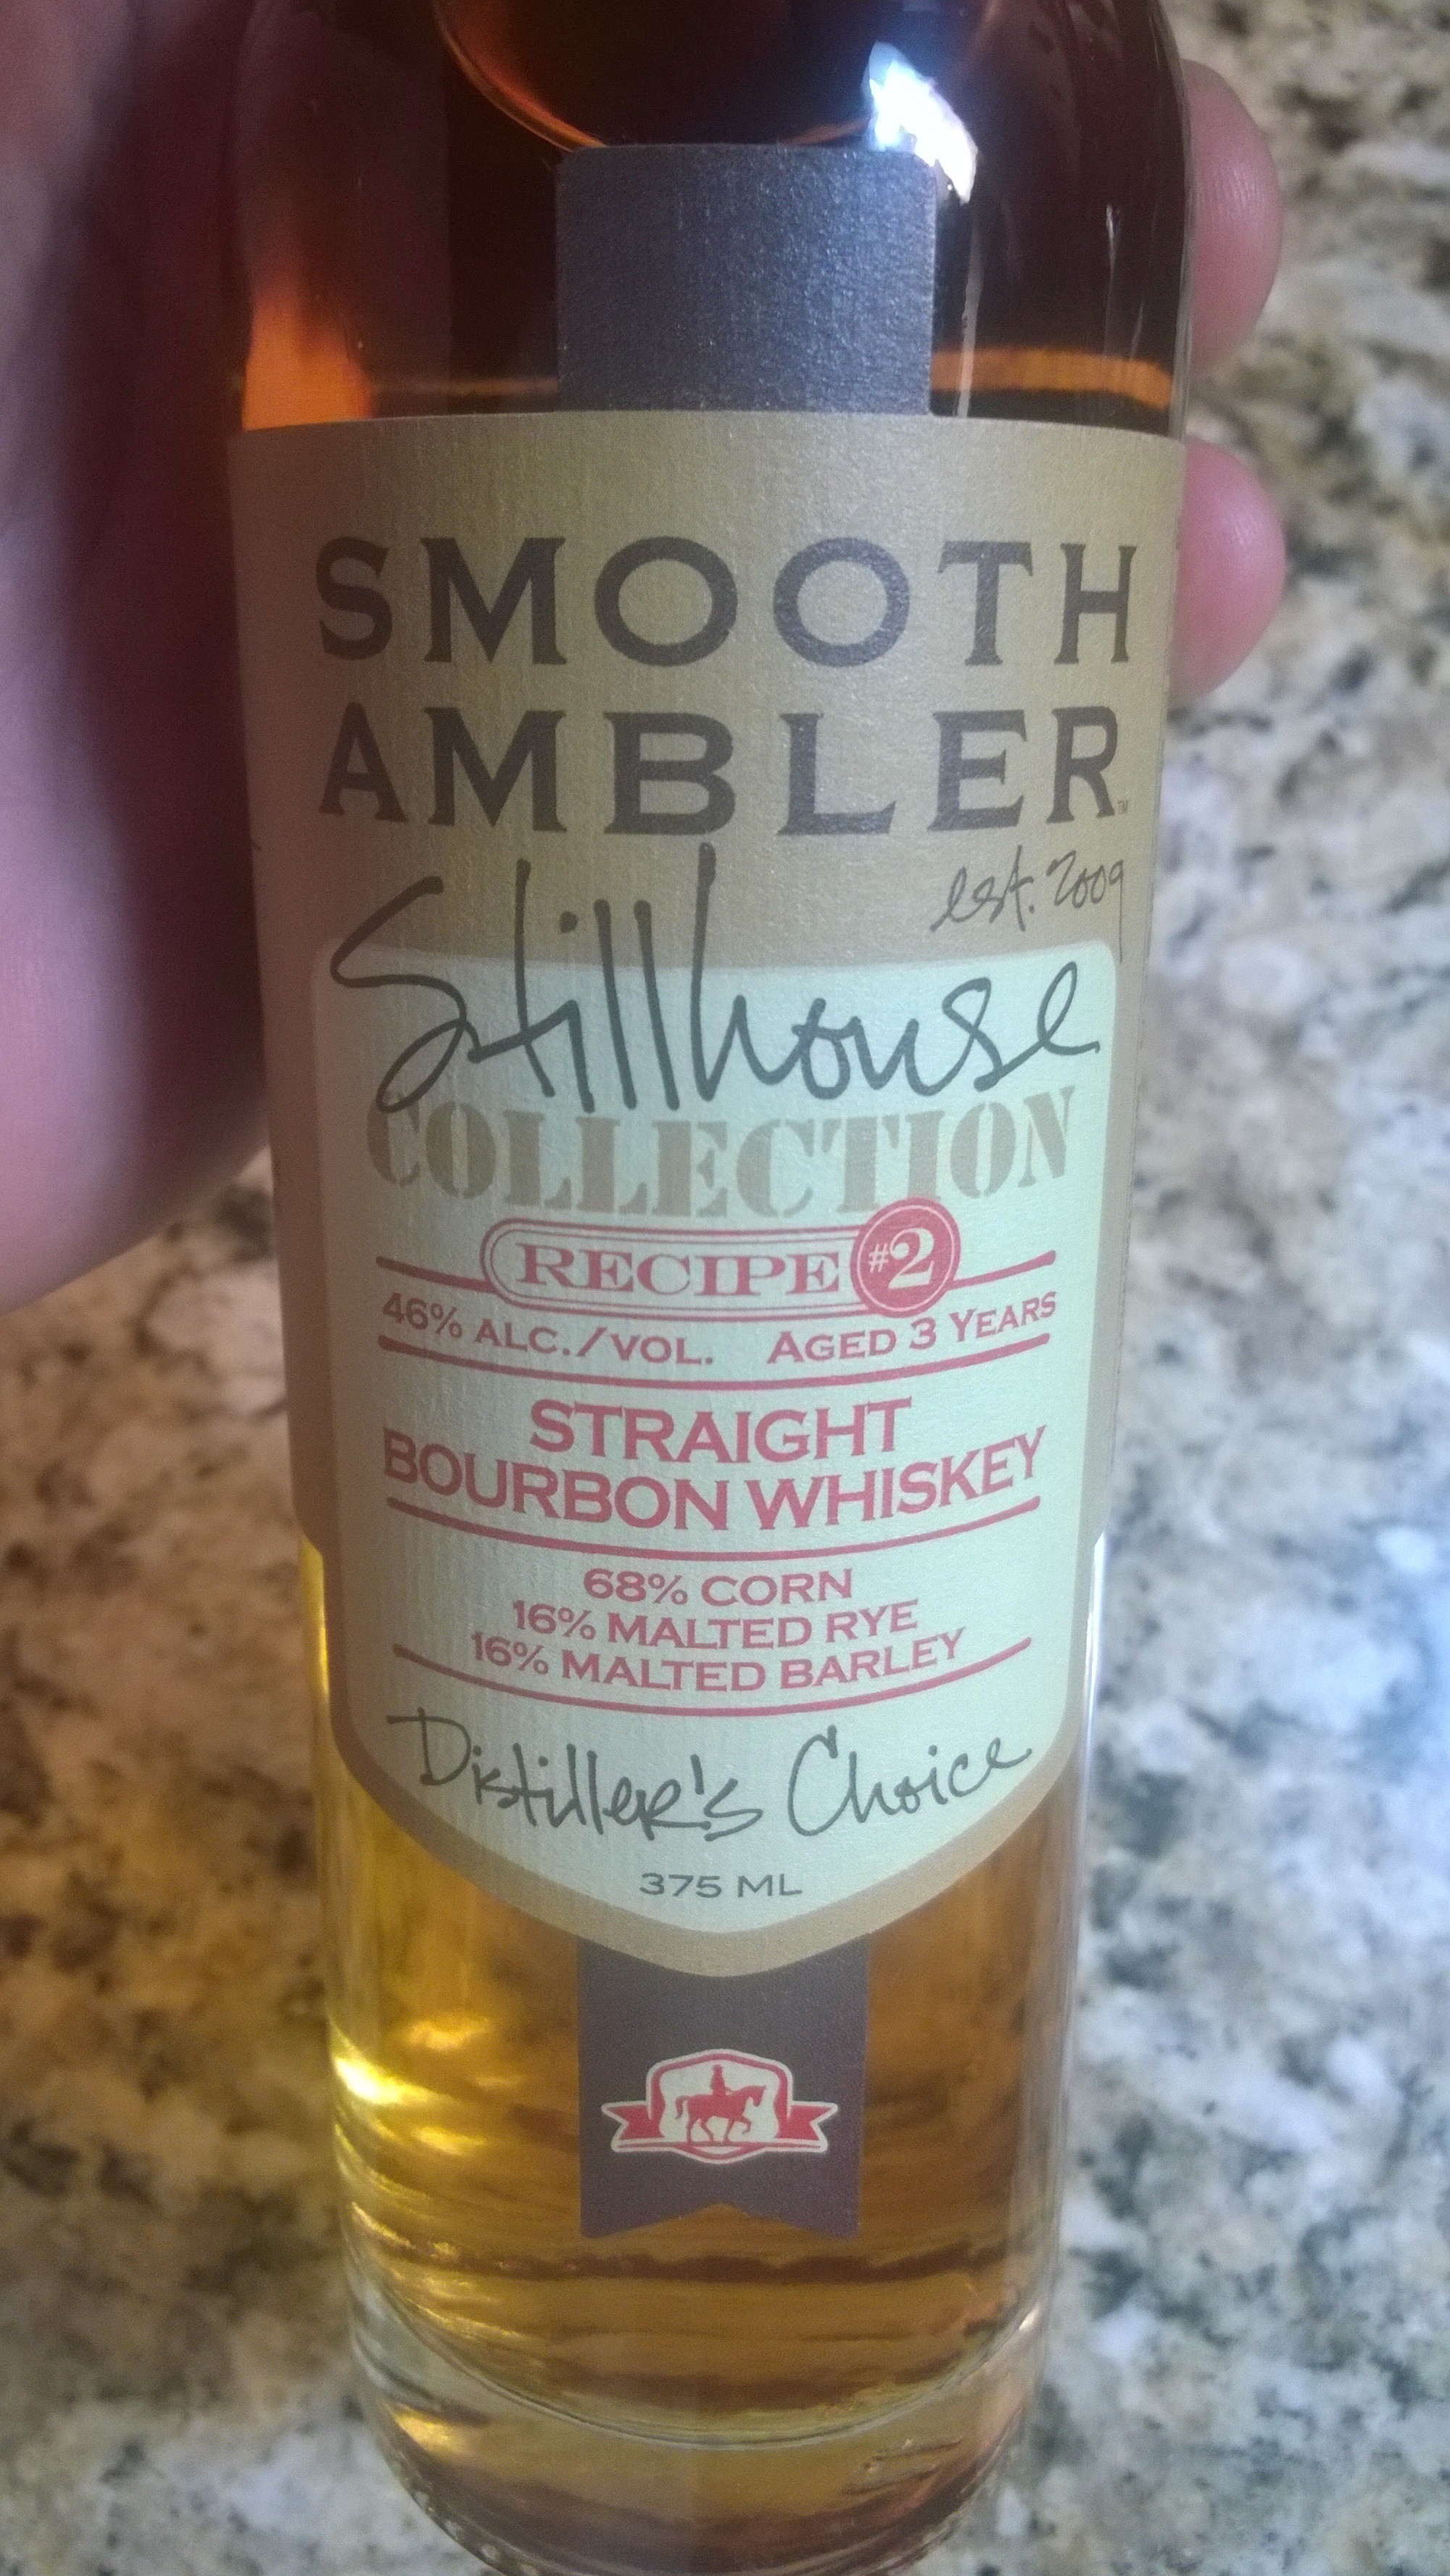 SMOOTH
AMBLER™
est. 2009
Stillhouse
COLLECTION
RECIPE #2
46% ALC./VOL. AGED 3 YEARS
STRAIGHT
BOURBON WHISKEY
68% CORN
16% MALTED RYE
16% MALTED BARLEY
Distiller's Choice
375 ML